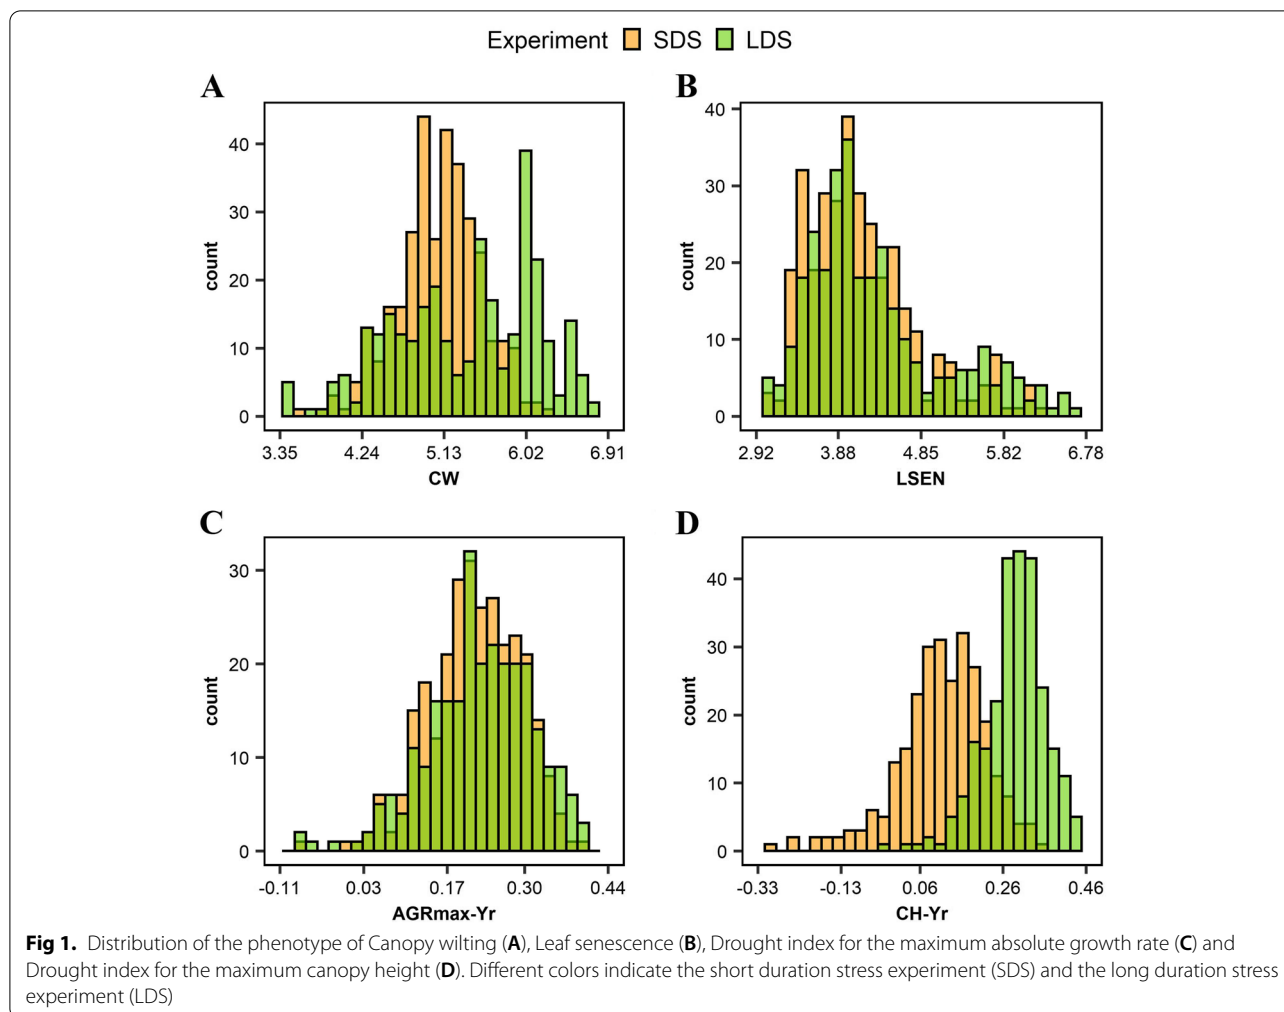 Experiment SDS LDS
A
B
40
30
20
10
0
count
3.35 4.24 5.13 6.02 6.91
CW
40
30
20
10
0
count
2.92 3.88 4.85 5.82 6.78
LSEN
C
D
30
20
10
0
count
-0.11 0.03 0.17 0.30 0.44
AGRmax-Yr
40
30
20
10
0
count
-0.33 -0.13 0.06 0.26 0.46
CH-Yr
Fig 1. Distribution of the phenotype of Canopy wilting (A), Leaf senescence (B), Drought index for the maximum absolute growth rate (C) and
Drought index for the maximum canopy height (D). Different colors indicate the short duration stress experiment (SDS) and the long duration stress
experiment (LDS)